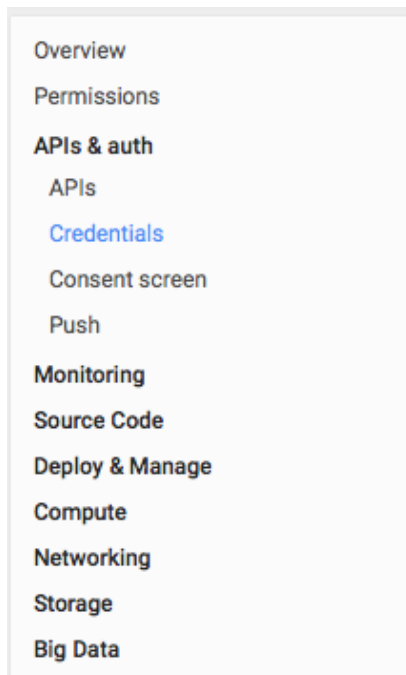 Overview
Permissions
APIs & auth
APIs
Credentials
Consent screen
Push
Monitoring
Source Code
Deploy & Manage
Compute
Networking
Storage
Big Data